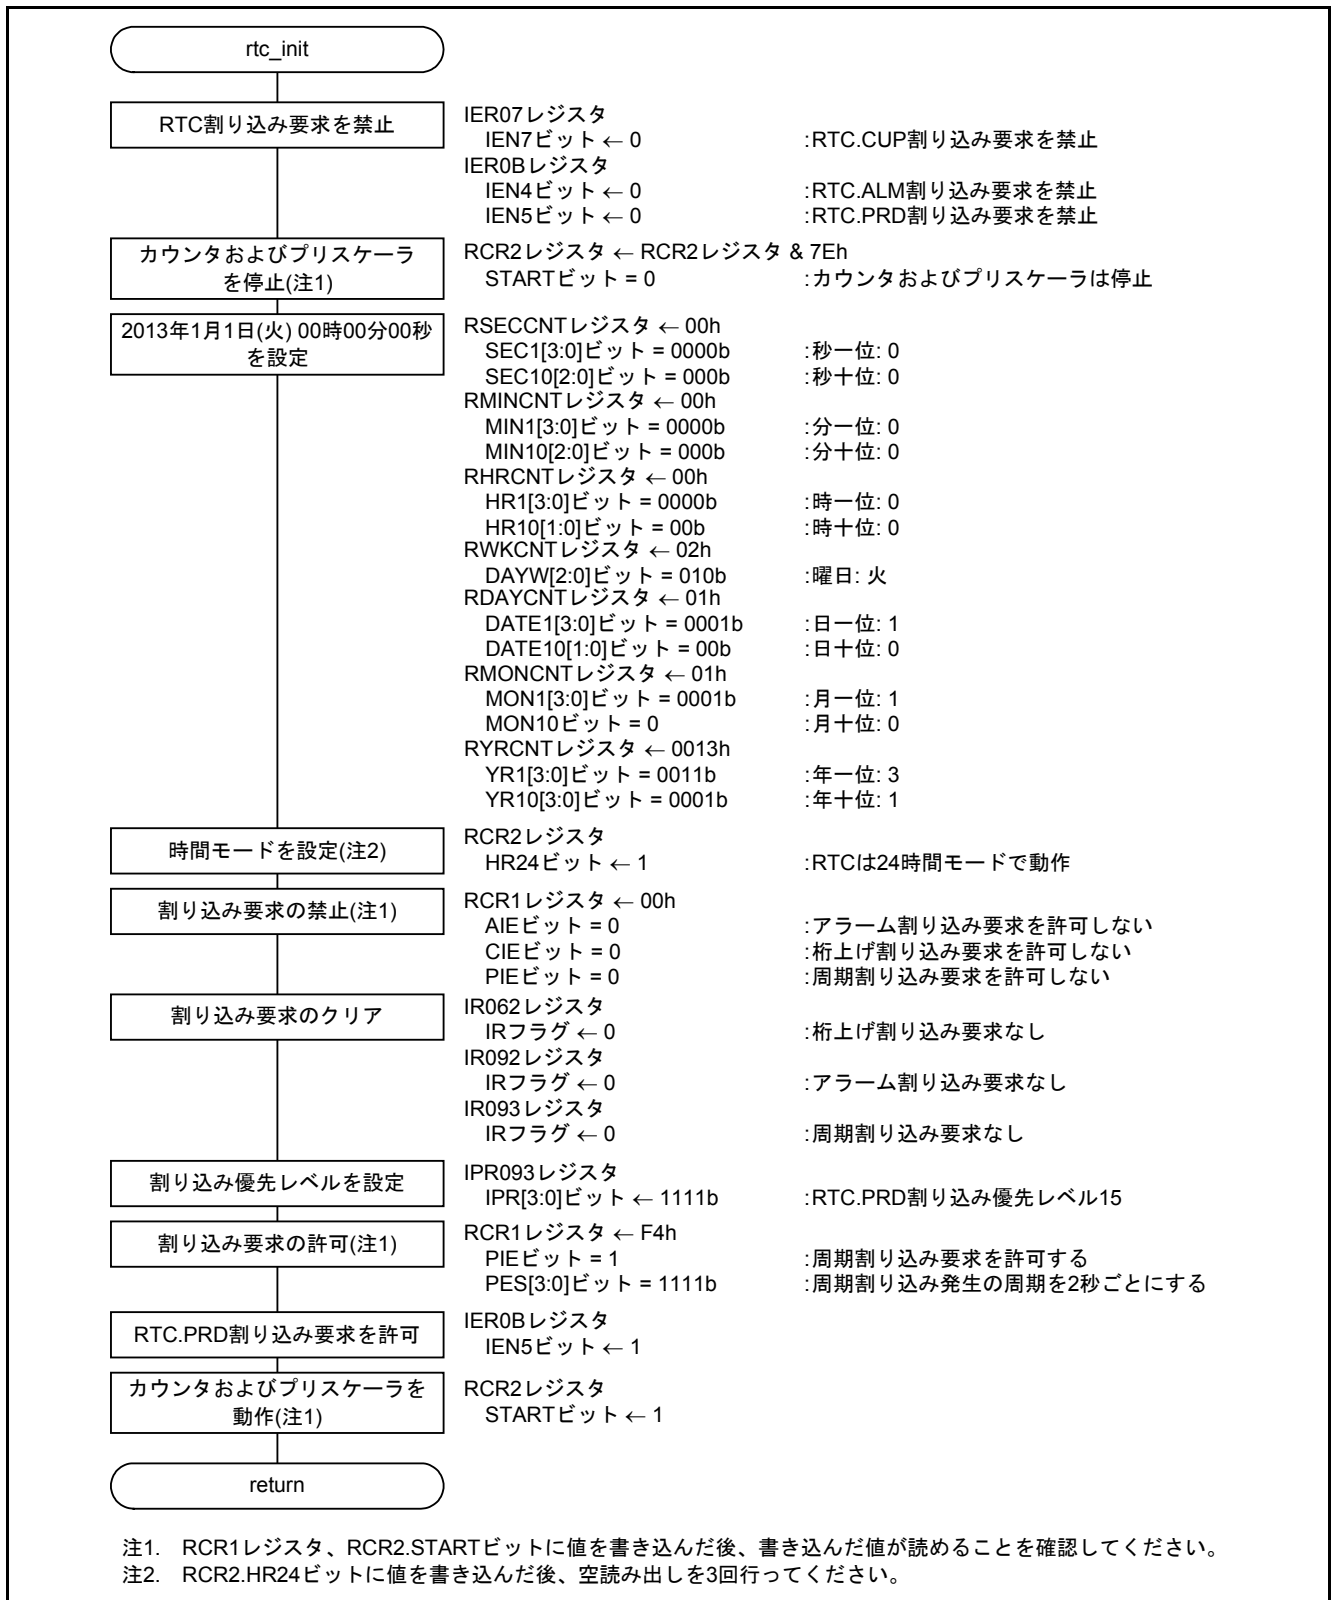 rtc_init
RTC割り込み要求を禁止
IER07レジスタ
IEN7ビット ← 0 :RTC.CUP割り込み要求を禁止
IER0Bレジスタ
IEN4ビット ← 0 :RTC.ALM割り込み要求を禁止
IEN5ビット ← 0 :RTC.PRD割り込み要求を禁止
カウンタおよびプリスケーラ
を停止(注1)
RCR2レジスタ ← RCR2レジスタ & 7Eh
STARTビット = 0 :カウンタおよびプリスケーラは停止
2013年1月1日(火) 00時00分00秒
を設定
RSECCNTレジスタ ← 00h
SEC1[3:0]ビット = 0000b :秒一位: 0
SEC10[2:0]ビット = 000b :秒十位: 0
RMINCNTレジスタ ← 00h
MIN1[3:0]ビット = 0000b :分一位: 0
MIN10[2:0]ビット = 000b :分十位: 0
RHRCNTレジスタ ← 00h
HR1[3:0]ビット = 0000b :時一位: 0
HR10[1:0]ビット = 00b :時十位: 0
RWKCNTレジスタ ← 02h
DAYW[2:0]ビット = 010b :曜日: 火
RDAYCNTレジスタ ← 01h
DATE1[3:0]ビット = 0001b :日一位: 1
DATE10[1:0]ビット = 00b :日十位: 0
RMONCNTレジスタ ← 01h
MON1[3:0]ビット = 0001b :月一位: 1
MON10ビット = 0 :月十位: 0
RYRCNTレジスタ ← 0013h
YR1[3:0]ビット = 0011b :年一位: 3
YR10[3:0]ビット = 0001b :年十位: 1
時間モードを設定(注2)
RCR2レジスタ
HR24ビット ← 1 :RTCは24時間モードで動作
割り込み要求の禁止(注1)
RCR1レジスタ ← 00h
AIEビット = 0 :アラーム割り込み要求を許可しない
CIEビット = 0 :桁上げ割り込み要求を許可しない
PIEビット = 0 :周期割り込み要求を許可しない
割り込み要求のクリア
IR062レジスタ
IRフラグ ← 0 :桁上げ割り込み要求なし
IR092レジスタ
IRフラグ ← 0 :アラーム割り込み要求なし
IR093レジスタ
IRフラグ ← 0 :周期割り込み要求なし
割り込み優先レベルを設定
IPR093レジスタ
IPR[3:0]ビット ← 1111b :RTC.PRD割り込み優先レベル15
割り込み要求の許可(注1)
RCR1レジスタ ← F4h
PIEビット = 1 :周期割り込み要求を許可する
PES[3:0]ビット = 1111b :周期割り込み発生の周期を2秒ごとにする
RTC.PRD割り込み要求を許可
IER0Bレジスタ
IEN5ビット ← 1
カウンタおよびプリスケーラを
動作(注1)
RCR2レジスタ
STARTビット ← 1
return
注1. RCR1レジスタ、RCR2.STARTビットに値を書き込んだ後、書き込んだ値が読めることを確認してください。
注2. RCR2.HR24ビットに値を書き込んだ後、空読み出しを3回行ってください。